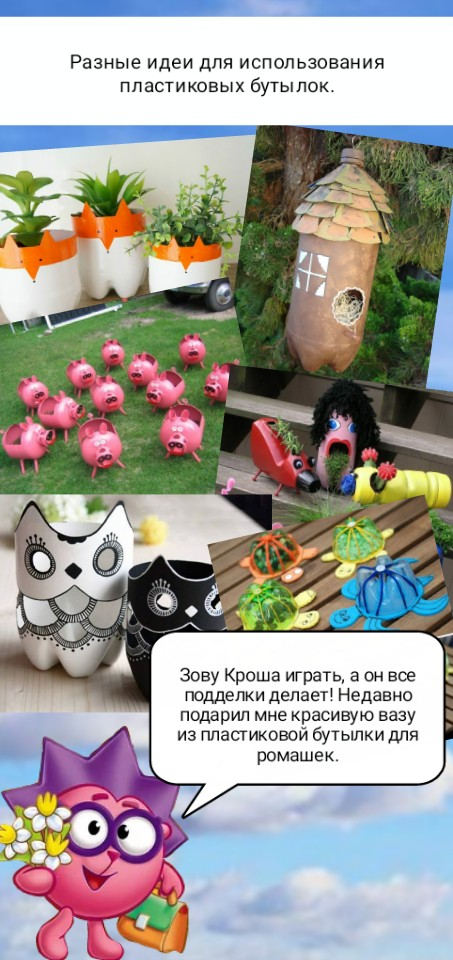 Разные идеи для использования
пластиковых бутылок.
Зову Кроша играть, а он все
подделки делает! Недавно
подарил мне красивую вазу
из пластиковой бутылки для
ромашек.